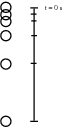 t = 0 s